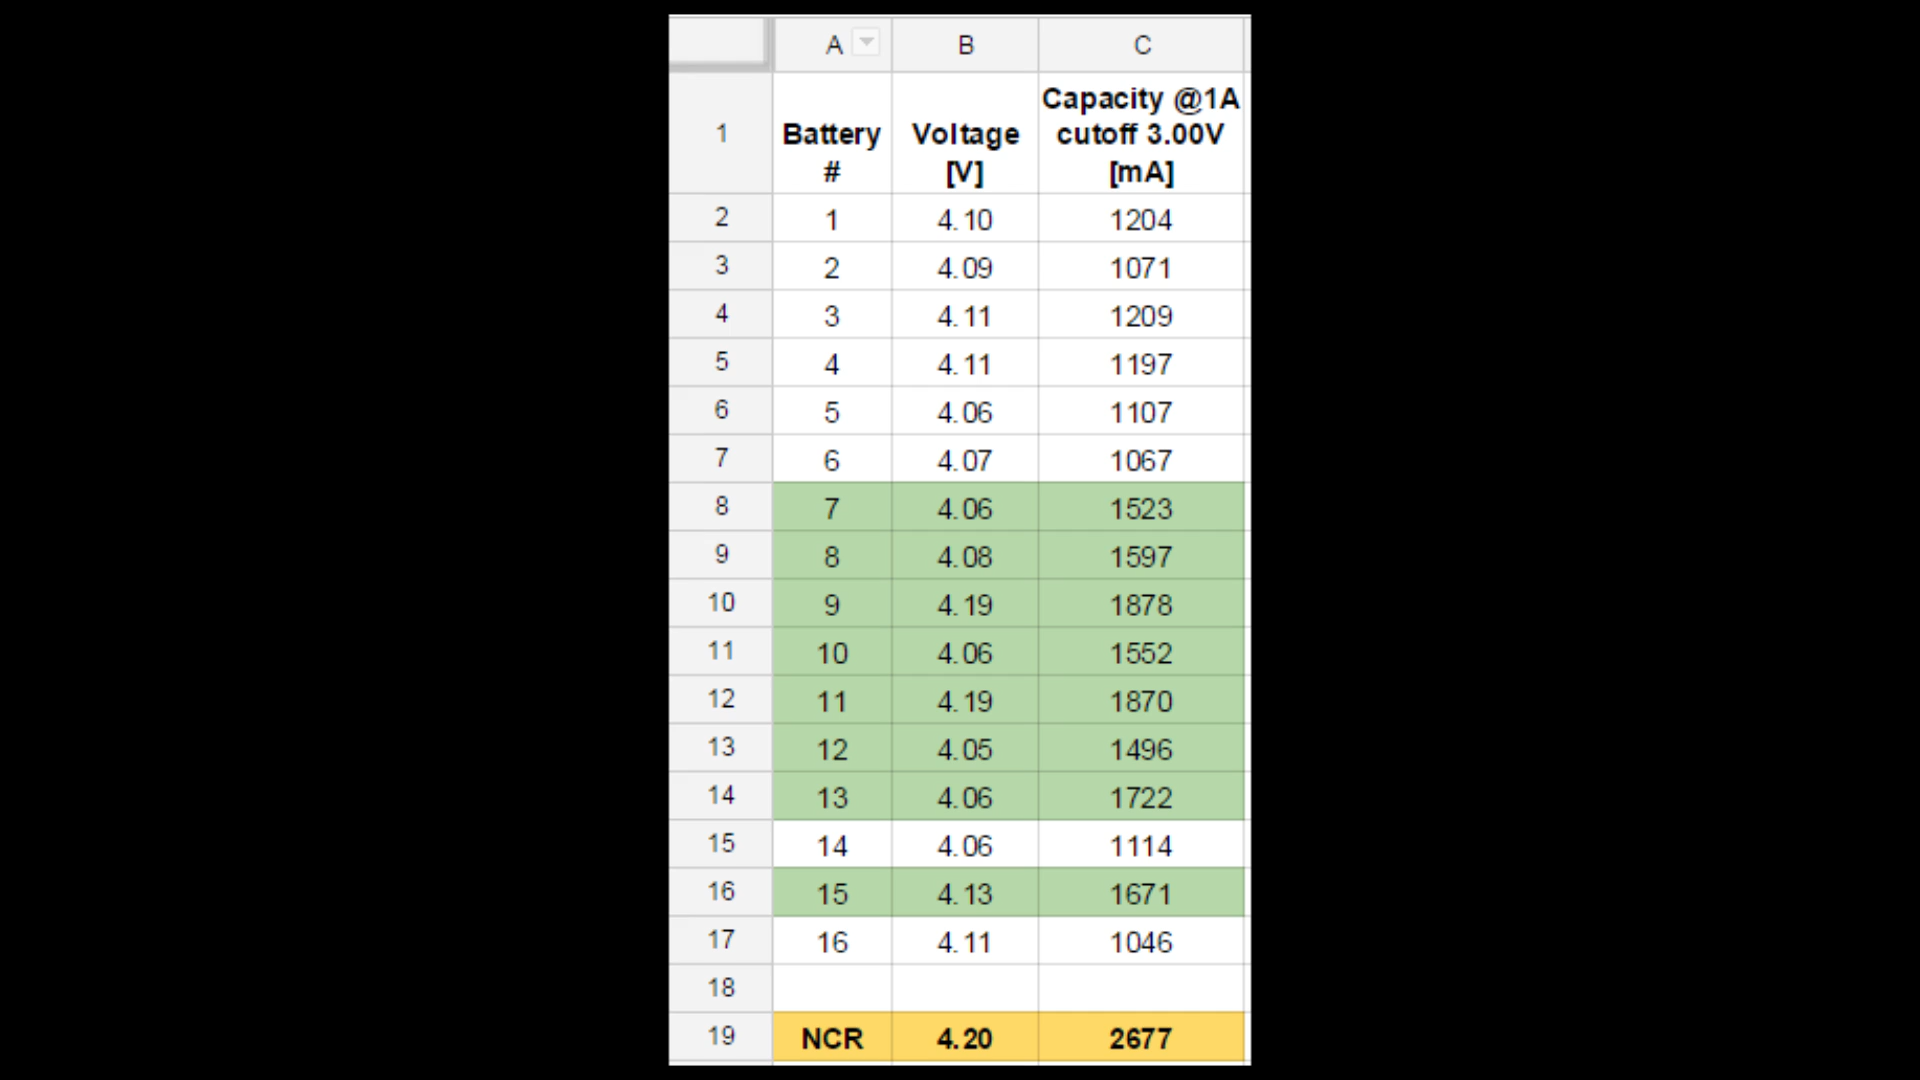 A B C
1 Battery # Voltage [V] Capacity @1A cutoff 3.00V [mA]
2 1 4.10 1204
3 2 4.09 1071
4 3 4.11 1209
5 4 4.11 1197
6 5 4.06 1107
7 6 4.07 1067
8 7 4.06 1523
9 8 4.08 1597
10 9 4.19 1878
11 10 4.06 1552
12 11 4.19 1870
13 12 4.05 1496
14 13 4.06 1722
15 14 4.06 1114
16 15 4.13 1671
17 16 4.11 1046
18
19 NCR 4.20 2677